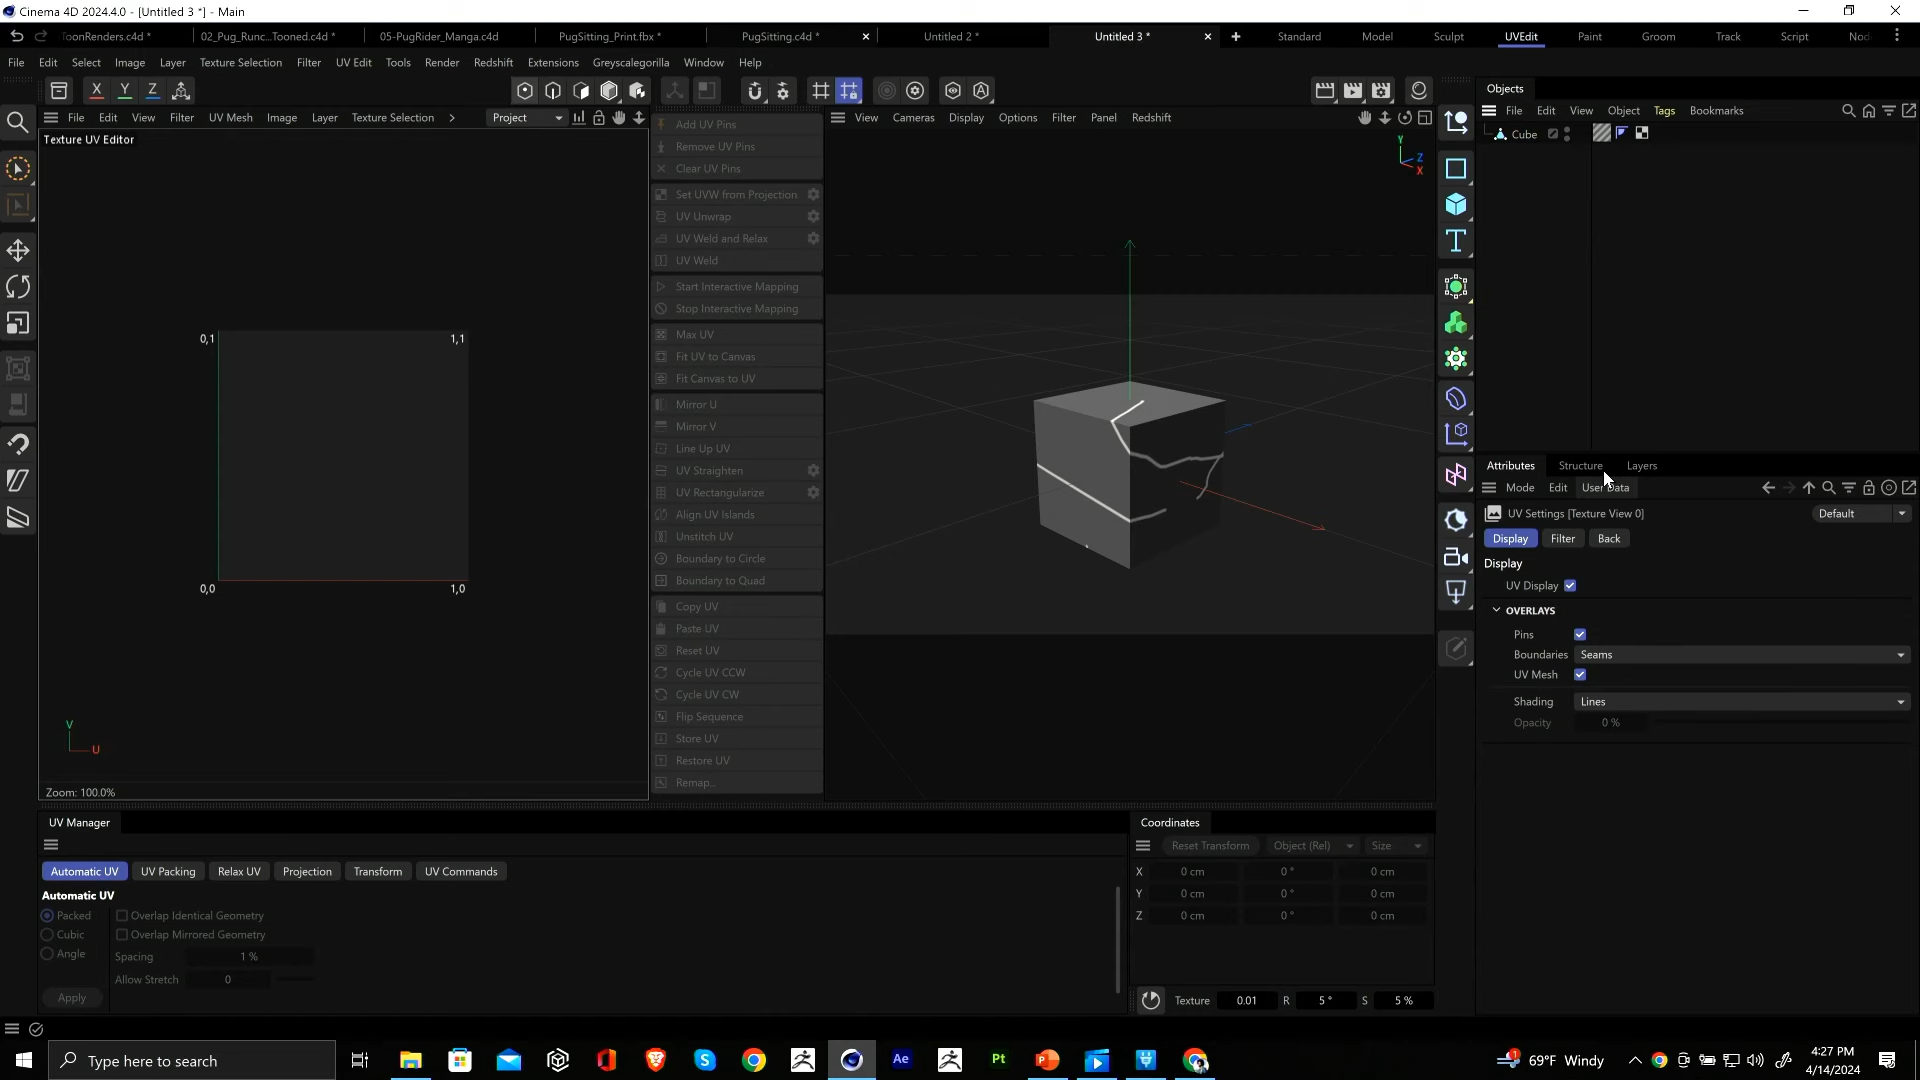 Cinema 4D 2024.4.0 - [Untitled 3 *] - Main
ToonRenders.c4d * 02_Pug_Runc...Tooned.c4d * 05-PugRider_Manga.c4d PugSitting_Print.fbx * PugSitting.c4d * Untitled 2 * Untitled 3 * Standard Model Sculpt UVEdit Paint Groom Track Script
File Edit Select Image Layer Texture Selection Filter UV Edit Tools Render Redshift Extensions Greyscalegorilla Window Help
X Y Z
File Edit View Filter UV Mesh Image Layer Texture Selection > Project
Texture UV Editor
0,1 1,1
0,0 1,0
V
U
Zoom: 100.0%
Add UV Pins
Remove UV Pins
Clear UV Pins
Set UVW from Projection
UV Unwrap
UV Weld and Relax
UV Weld
Start Interactive Mapping
Stop Interactive Mapping
Max UV
Fit UV to Canvas
Fit Canvas to UV
Mirror U
Mirror V
Line Up UV
UV Straighten
UV Rectangularize
Align UV Islands
Unstitch UV
Boundary to Circle
Boundary to Quad
Copy UV
Paste UV
Reset UV
Cycle UV CCW
Cycle UV CW
Flip Sequence
Store UV
Restore UV
Remap...
View Cameras Display Options Filter Panel Redshift
Y
Z
X
T
Objects
File Edit View Object Tags Bookmarks
Cube
Attributes Structure Layers
Mode Edit User Data
UV Settings [Texture View 0] Default
Display Filter Back
Display
UV Display
OVERLAYS
Pins
Boundaries Seams
UV Mesh
Shading Lines
Opacity 0 %
UV Manager
Automatic UV UV Packing Relax UV Projection Transform UV Commands
Automatic UV
Packed Overlap Identical Geometry
Cubic Overlap Mirrored Geometry
Angle Spacing 1 %
Allow Stretch 0
Apply
Coordinates
Reset Transform Object (Rel) Size
X 0 cm 0 ° 0 cm
Y 0 cm 0 ° 0 cm
Z 0 cm 0 ° 0 cm
Texture 0.01 R 5 ° S 5 %
Type here to search
Ae Pt
69°F Windy
4:27 PM
4/14/2024